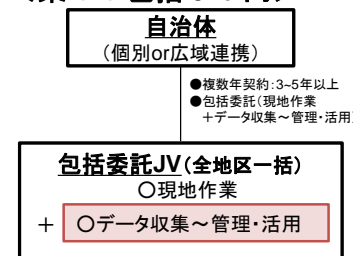 自治体
(個別or広域連携)
●複数年契約:3~5年以上
●包括委託(現地作業
+データ収集～管理・活用)
包括委託JV(全地区一括)
〇現地作業
+ 〇データ収集～管理・活用